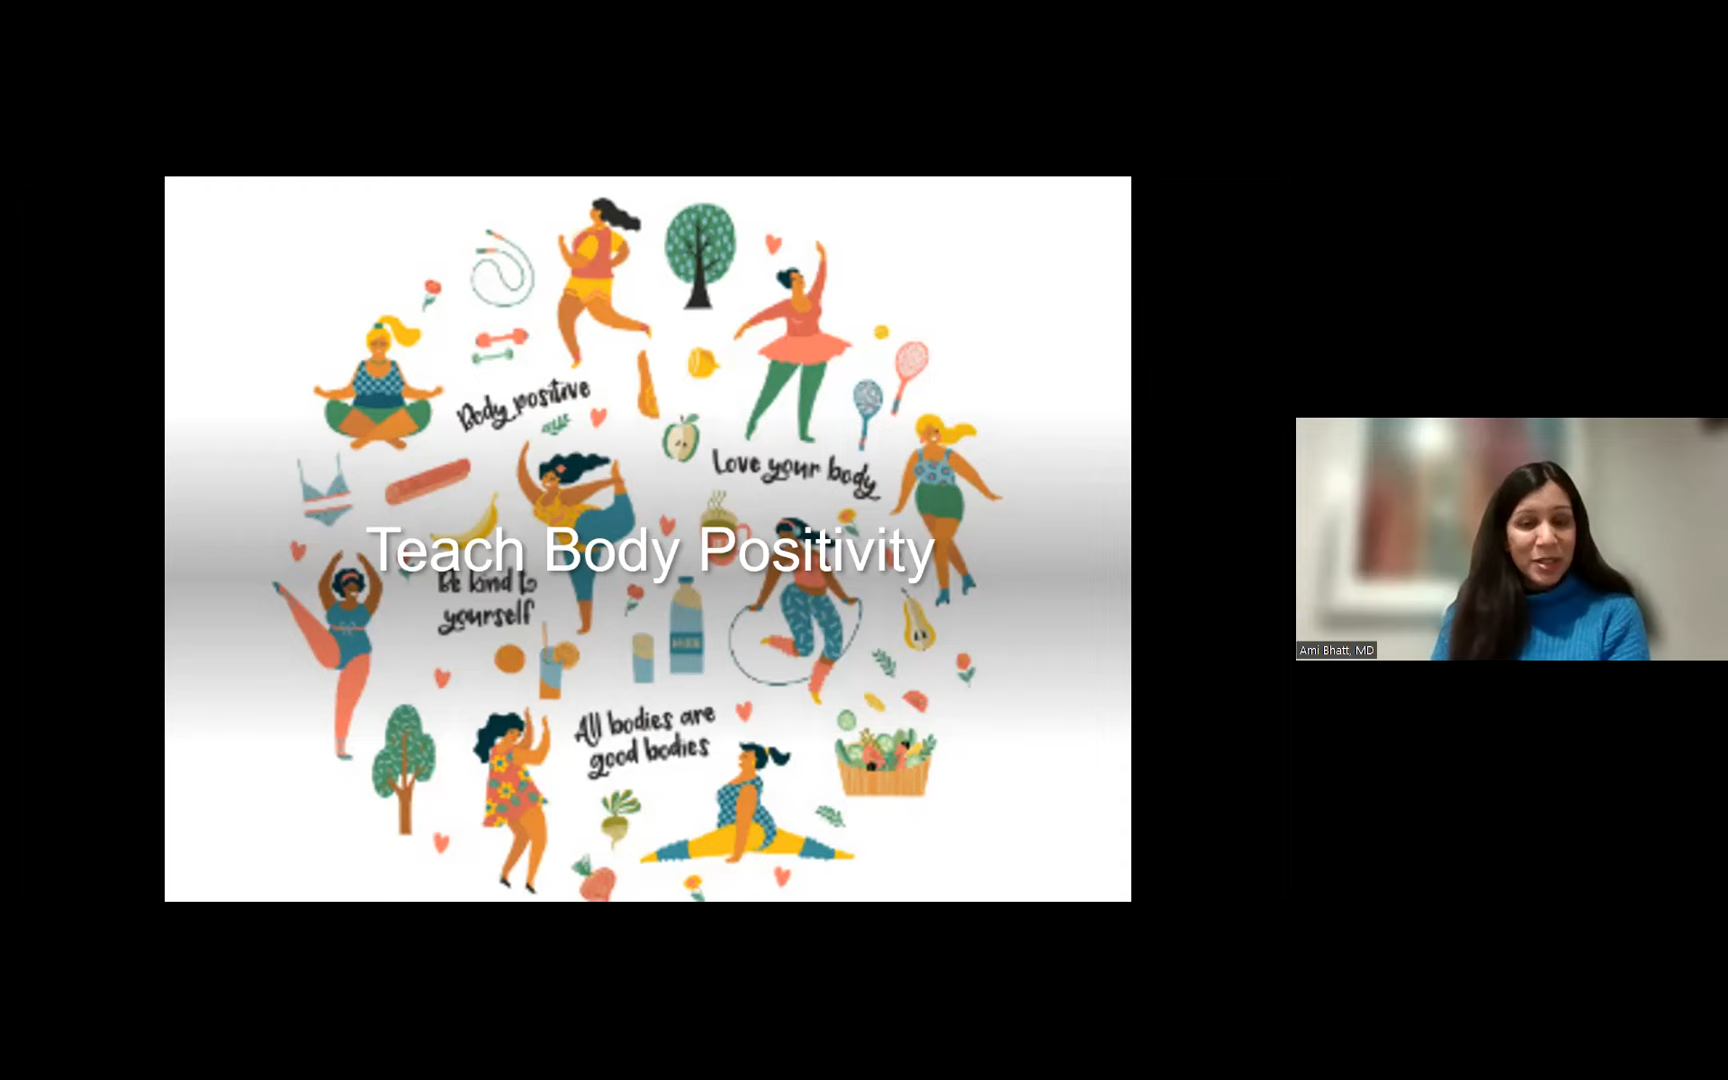 Body positive
Love your body
Teach Body Positivity
Be kind to
yourself
All bodies are
good bodies
Ami Bhatt, MD